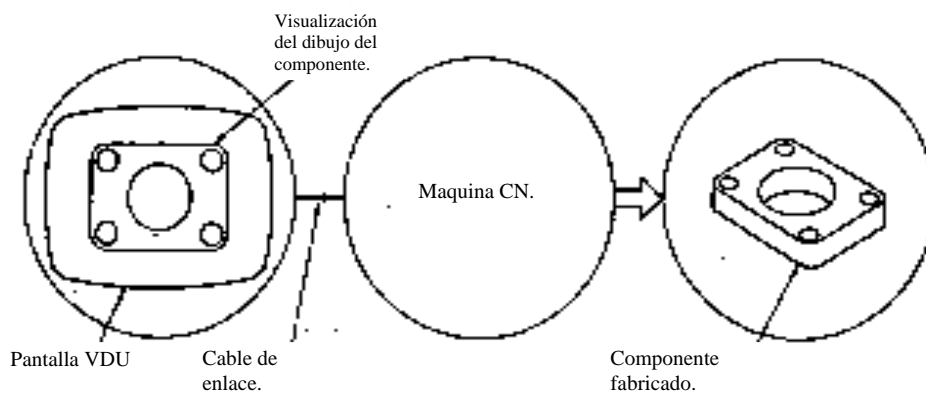 Visualización
del dibujo del
componente.
Maquina CN.
Pantalla VDU
Cable de
enlace.
Componente
fabricado.